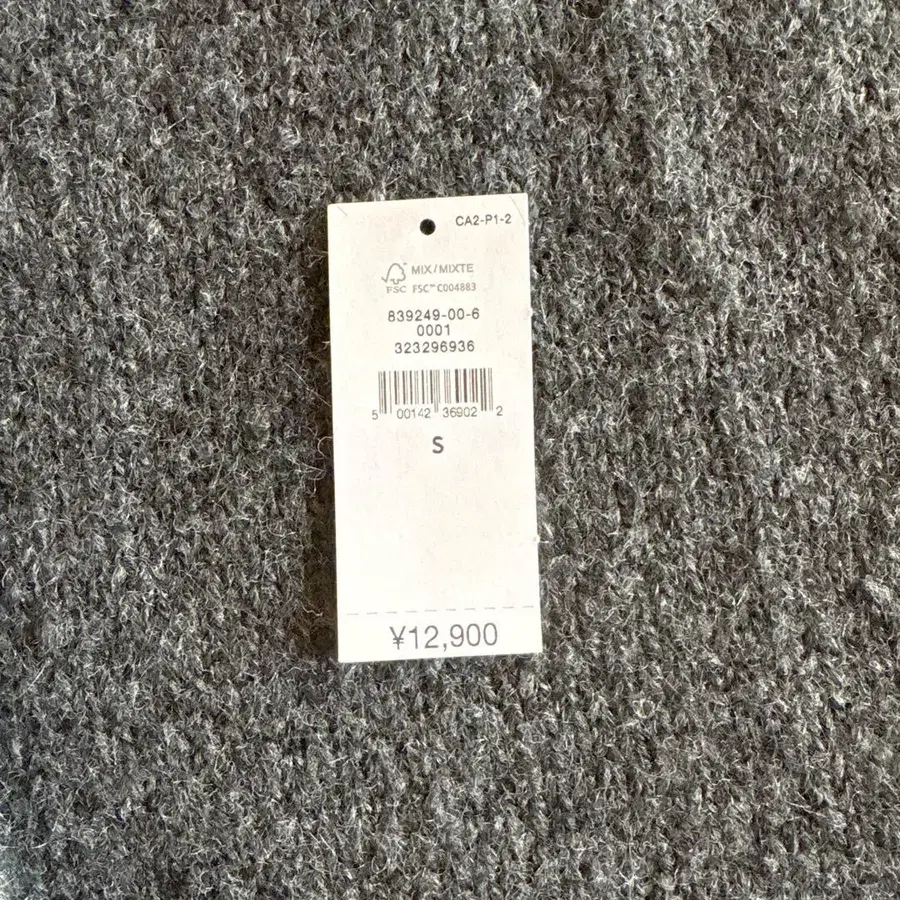 CA2-P1-2
MIX/MIXTE
FSC FSC™ C004883
839249-00-6
0001
323296936
5 00142 36902 2
S
¥12,900